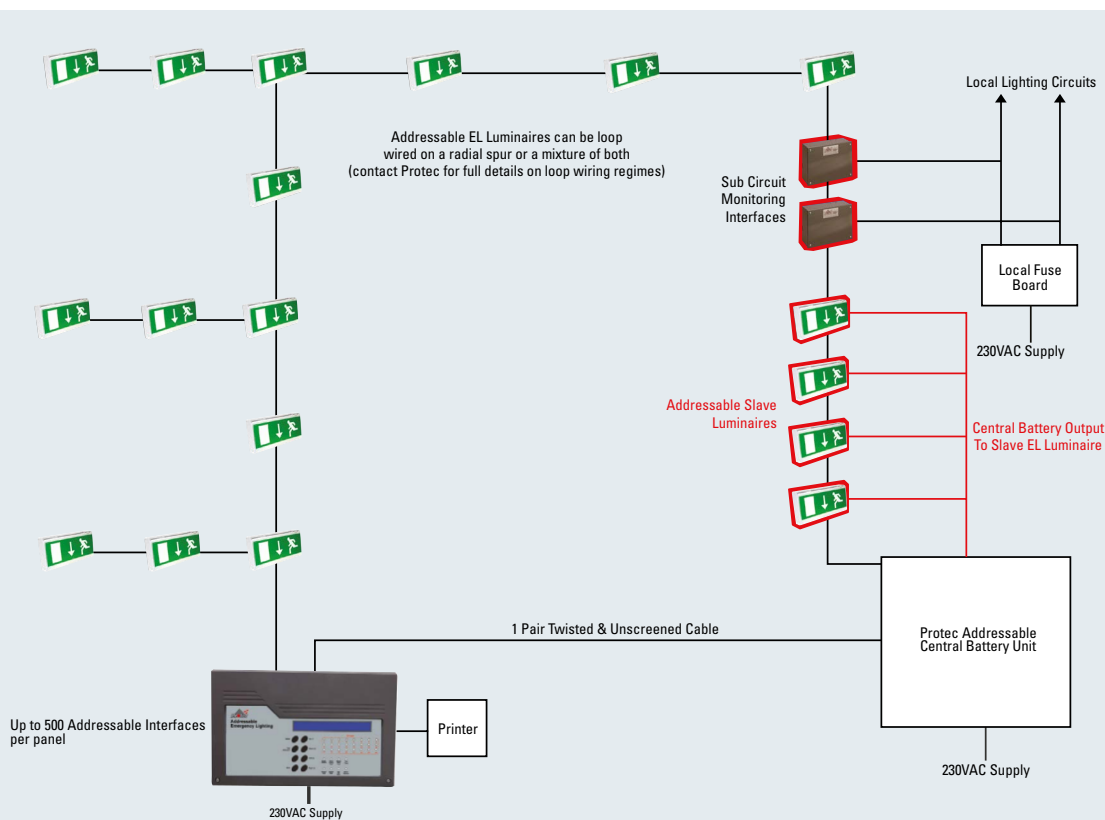 Local Lighting Circuits
Addressable EL Luminaires can be loop
wired on a radial spur or a mixture of both
(contact Protec for full details on loop wiring regimes)
Sub Circuit
Monitoring
Interfaces
Local Fuse
Board
230VAC Supply
Addressable Slave
Luminaires
Central Battery Output
To Slave EL Luminaire
1 Pair Twisted & Unscreened Cable
Protec Addressable
Central Battery Unit
Up to 500 Addressable Interfaces
per panel
Addressable
Emergency Lighting
Printer
230VAC Supply
230VAC Supply